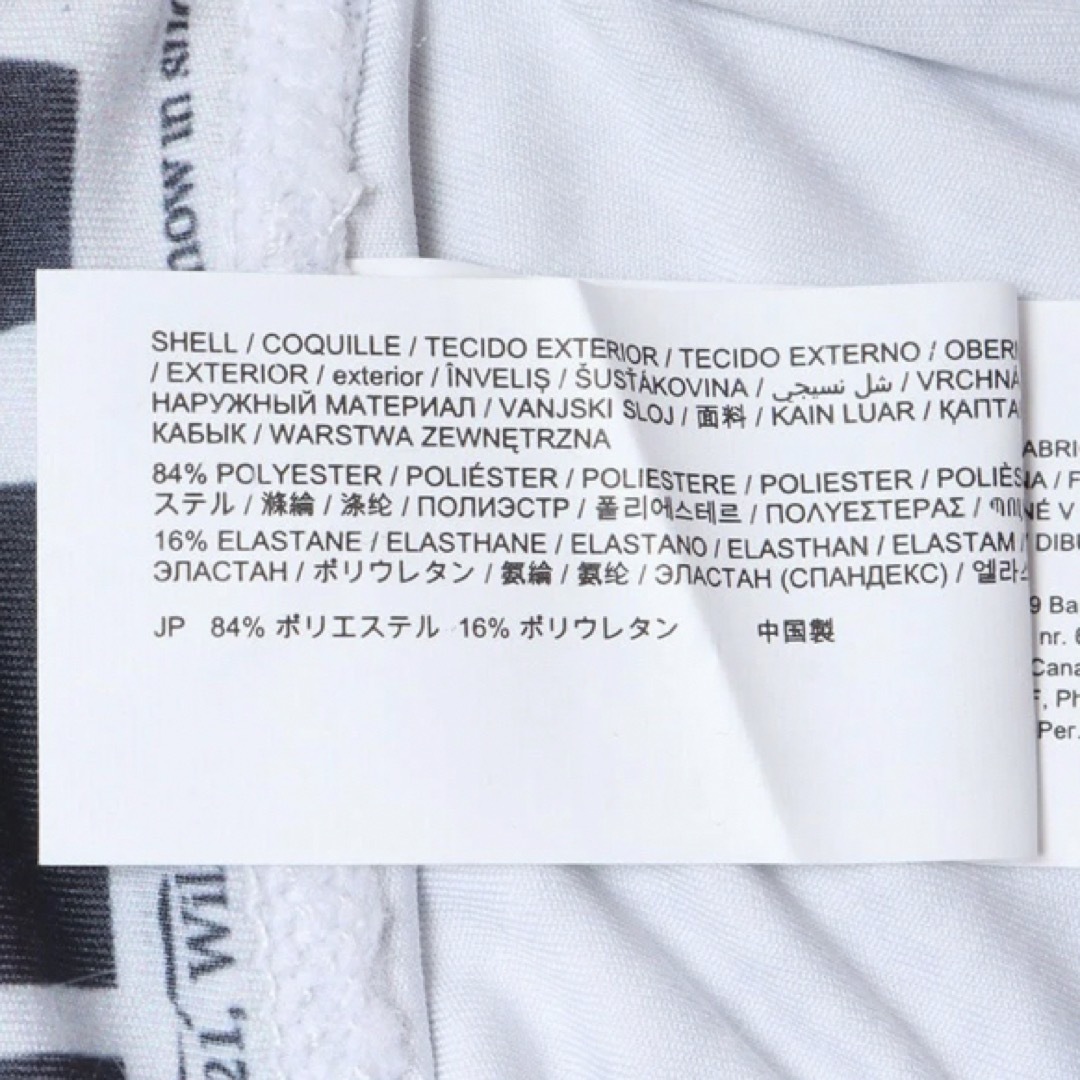 SHELL / COQUILLE / TECIDO EXTERIOR / TECIDO EXTERNO /
/ EXTERIOR / exterior / ÎNVELIȘ / ŠUSŤÁKOVINA / شل نسيجي /
НАРУЖНЫЙ МАТЕРИАЛ / VANJSKI SLOJ / 面料 / KAIN LUAR /
КАБЫК / WARSTWA ZEWNĘTRZNA
84% POLYESTER / POLIÉSTER / POLIESTERE / POLIESTER /
ステル / 滌綸 / 涤纶 / ПОЛИЭСТР / 폴리에스테르 / ΠΟΛΥΕΣΤΕΡΑΣ /
16% ELASTANE / ELASTHANE / ELASTANO / ELASTHAN / ELASTAM /
ЭЛАСТАН / ポリウレタン / 氨綸 / 氨纶 / ЭЛАСТАН (СПАНДЕКС) /
JP 84% ポリエステル 16% ポリウレタン 中国製
nr.
Per.
21,